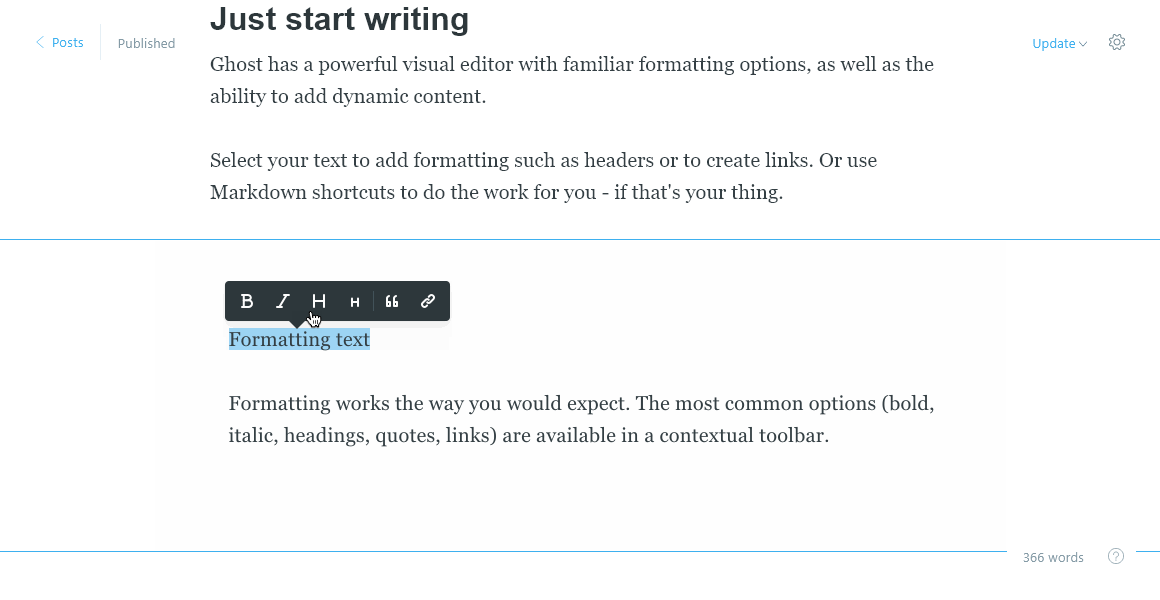 Just start writing
Posts
Published
Update
Ghost has a powerful visual editor with familiar formatting options, as well as the
ability to add dynamic content.
Select your text to add formatting such as headers or to create links. Or use
Markdown shortcuts to do the work for you - if that's your thing.
B I H H
Formatting text
Formatting works the way you would expect. The most common options (bold,
italic, headings, quotes, links) are available in a contextual toolbar.
366 words
?